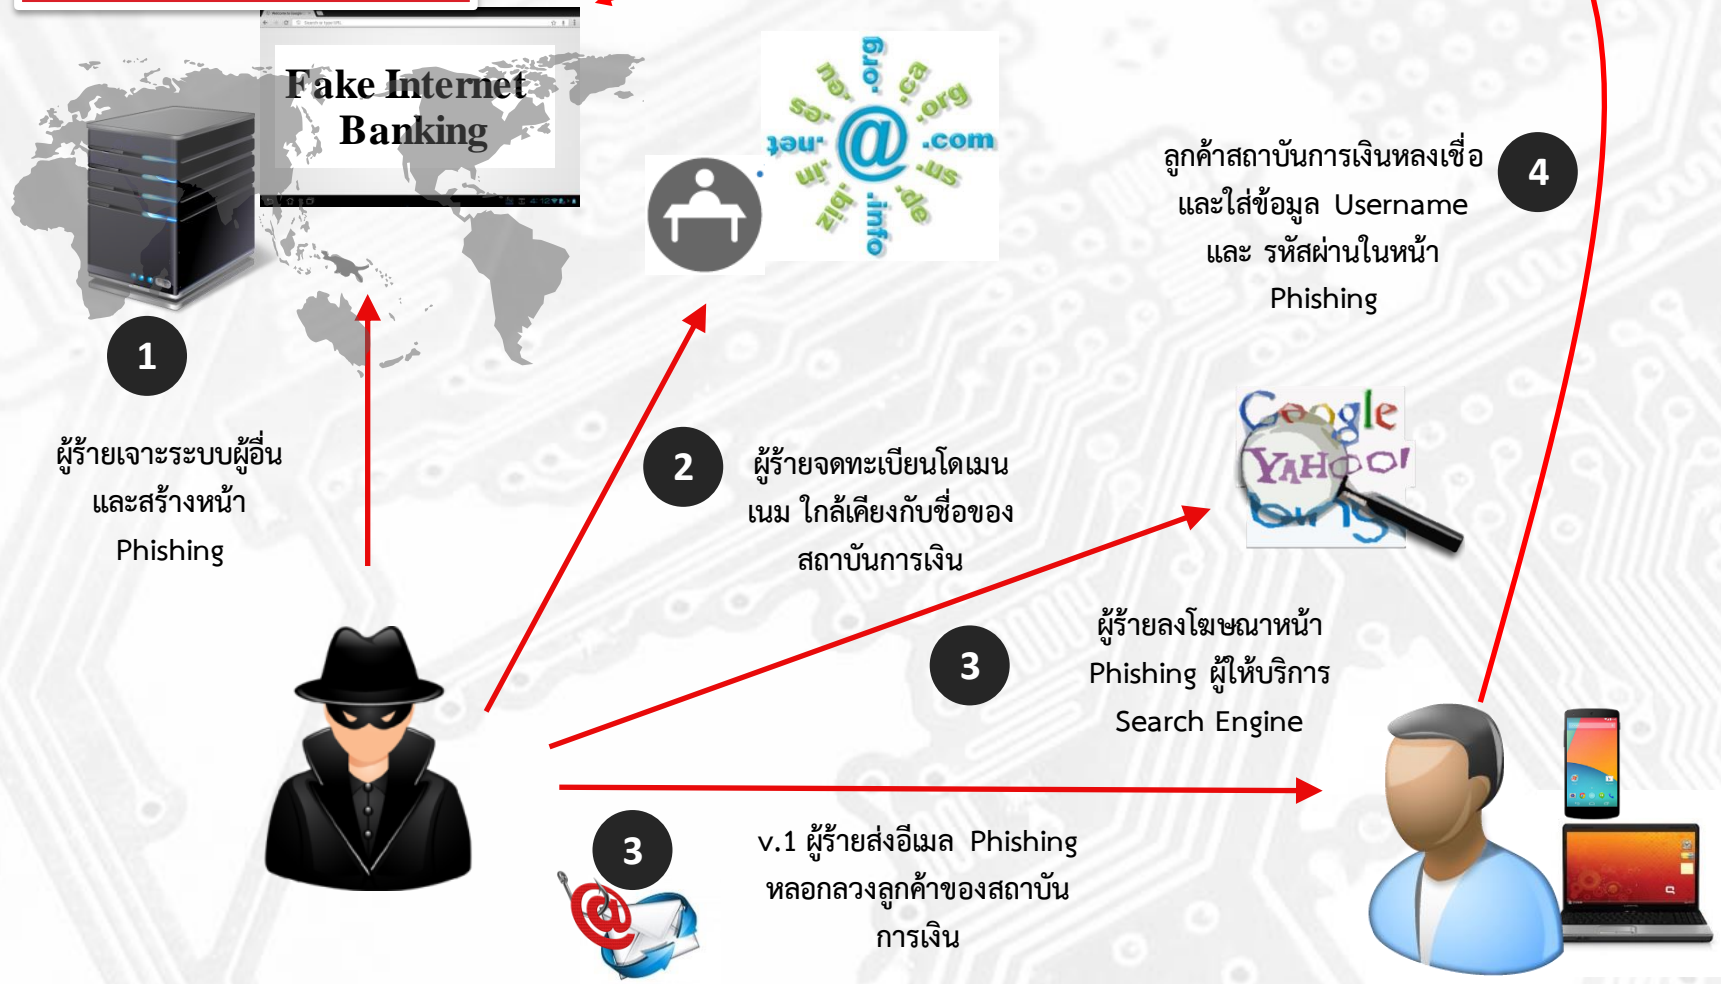 Fake Internet
Banking
.org
.ca
.org
.com
.us
.de
.info
.biz
.in
.net
.es
.en
1
ผู้ร้ายเจาะระบบผู้อื่น
และสร้างหน้า
Phishing
2
ผู้ร้ายจดทะเบียนโดเมน
เนม ใกล้เคียงกับชื่อของ
สถาบันการเงิน
3
ผู้ร้ายลงโฆษณาหน้า
Phishing ผู้ให้บริการ
Search Engine
Google
YAHOO!
bing
3
v.1 ผู้ร้ายส่งอีเมล Phishing
หลอกลวงลูกค้าของสถาบัน
การเงิน
4
ลูกค้าสถาบันการเงินหลงเชื่อ
และใส่ข้อมูล Username
และ รหัสผ่านในหน้า
Phishing